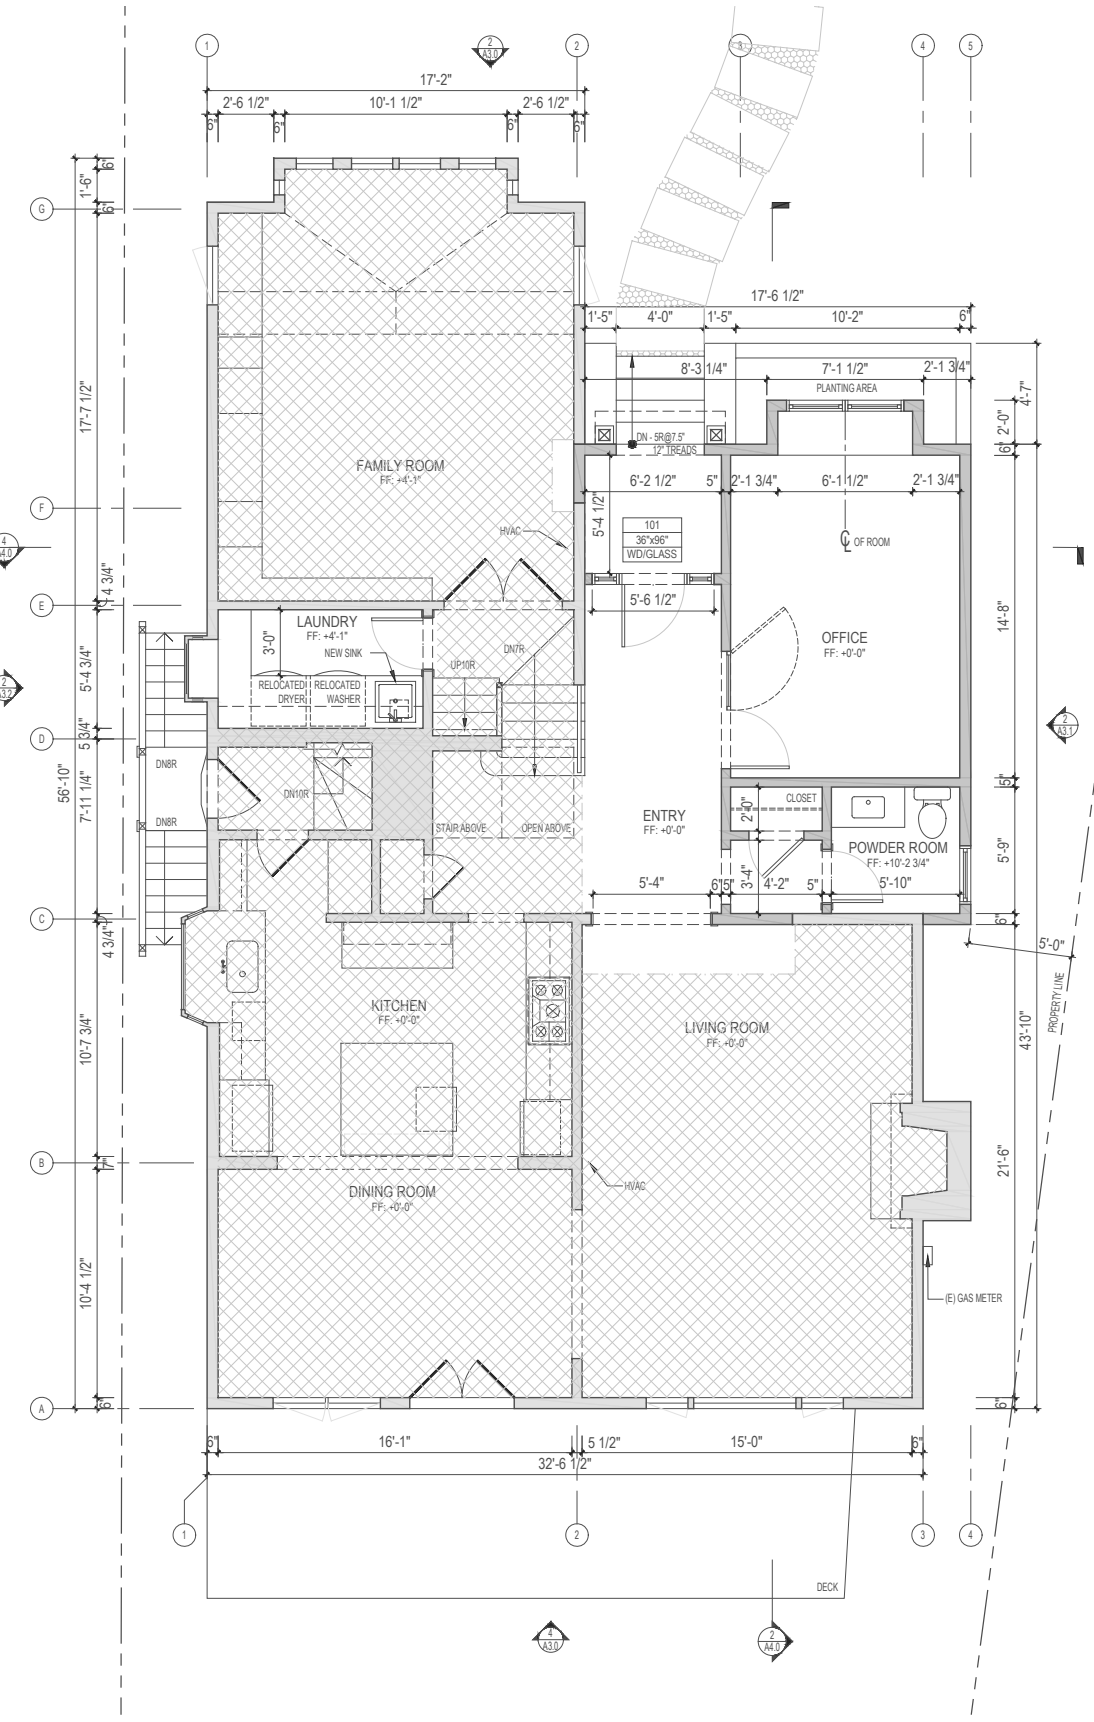 1
2
A3.0
2
3
4
5
17'-2"
2'-6 1/2"
10'-1 1/2"
2'-6 1/2"
6"
6"
6"
6"
6"
1'-6"
6"
G
17'-6 1/2"
1'-5"
4'-0"
1'-5"
10'-2"
6"
8'-3 1/4"
7'-1 1/2"
2'-1 3/4"
PLANTING AREA
4'-7"
2'-0"
6"
17'-7 1/2"
DN - 5R@7.5"
12" TREADS
FAMILY ROOM
FF: +4'-1"
6'-2 1/2"
5"
2'-1 3/4"
6'-1 1/2"
2'-1 3/4"
5'-4 1/2"
F
HVAC
101
36"x96"
WD/GLASS
OF ROOM
4
A4.0
4 3/4"
E
5'-6 1/2"
14'-8"
LAUNDRY
FF: +4'-1"
3'-0"
NEW SINK
OFFICE
FF: +0'-0"
DN7R
UP10R
5'-4 3/4"
RELOCATED
DRYER
RELOCATED
WASHER
2
A3.2
2
A3.1
D
5 3/4"
DN8R
5"
56'-10"
7'-11 1/4"
DN10R
CLOSET
2'-0"
DN8R
STAIR ABOVE
OPEN ABOVE
ENTRY
FF: +0'-0"
POWDER ROOM
FF: +10'-2 3/4"
5'-9"
3'-4"
5'-4"
6"
5"
4'-2"
5"
5'-10"
C
4 3/4"
6"
5'-0"
PROPERTY LINE
KITCHEN
FF: +0'-0"
LIVING ROOM
FF: +0'-0"
10'-7 3/4"
43'-10"
B
7"
HVAC
21'-6"
DINING ROOM
FF: +0'-0"
10'-4 1/2"
(E) GAS METER
A
6"
6"
6"
16'-1"
5 1/2"
15'-0"
6"
32'-6 1/2"
1
2
3
4
DECK
4
A3.0
2
A4.0